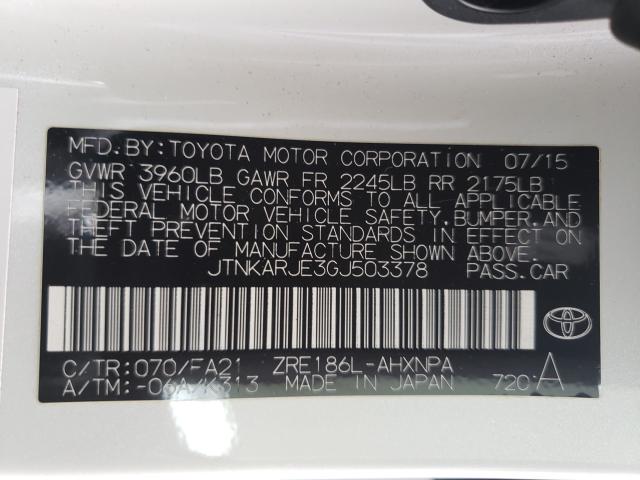 MFD.BY:TOYOTA MOTOR CORPORATION 07/15
GVWR 3960LB GAWR FR 2245LB RR 2175LB
THIS VEHICLE CONFORMS TO ALL APPLICABLE
FEDERAL MOTOR VEHICLE SAFETY,BUMPER,AND
THEFT PREVENTION STANDARDS IN EFFECT ON
THE DATE OF MANUFACTURE SHOWN ABOVE.
JTNKARJE3GJ503378 PASS.CAR
C/TR:070/FA21 ZRE186L-AHXNPA
A/TM:-06A/K313 MADE IN JAPAN 720 A